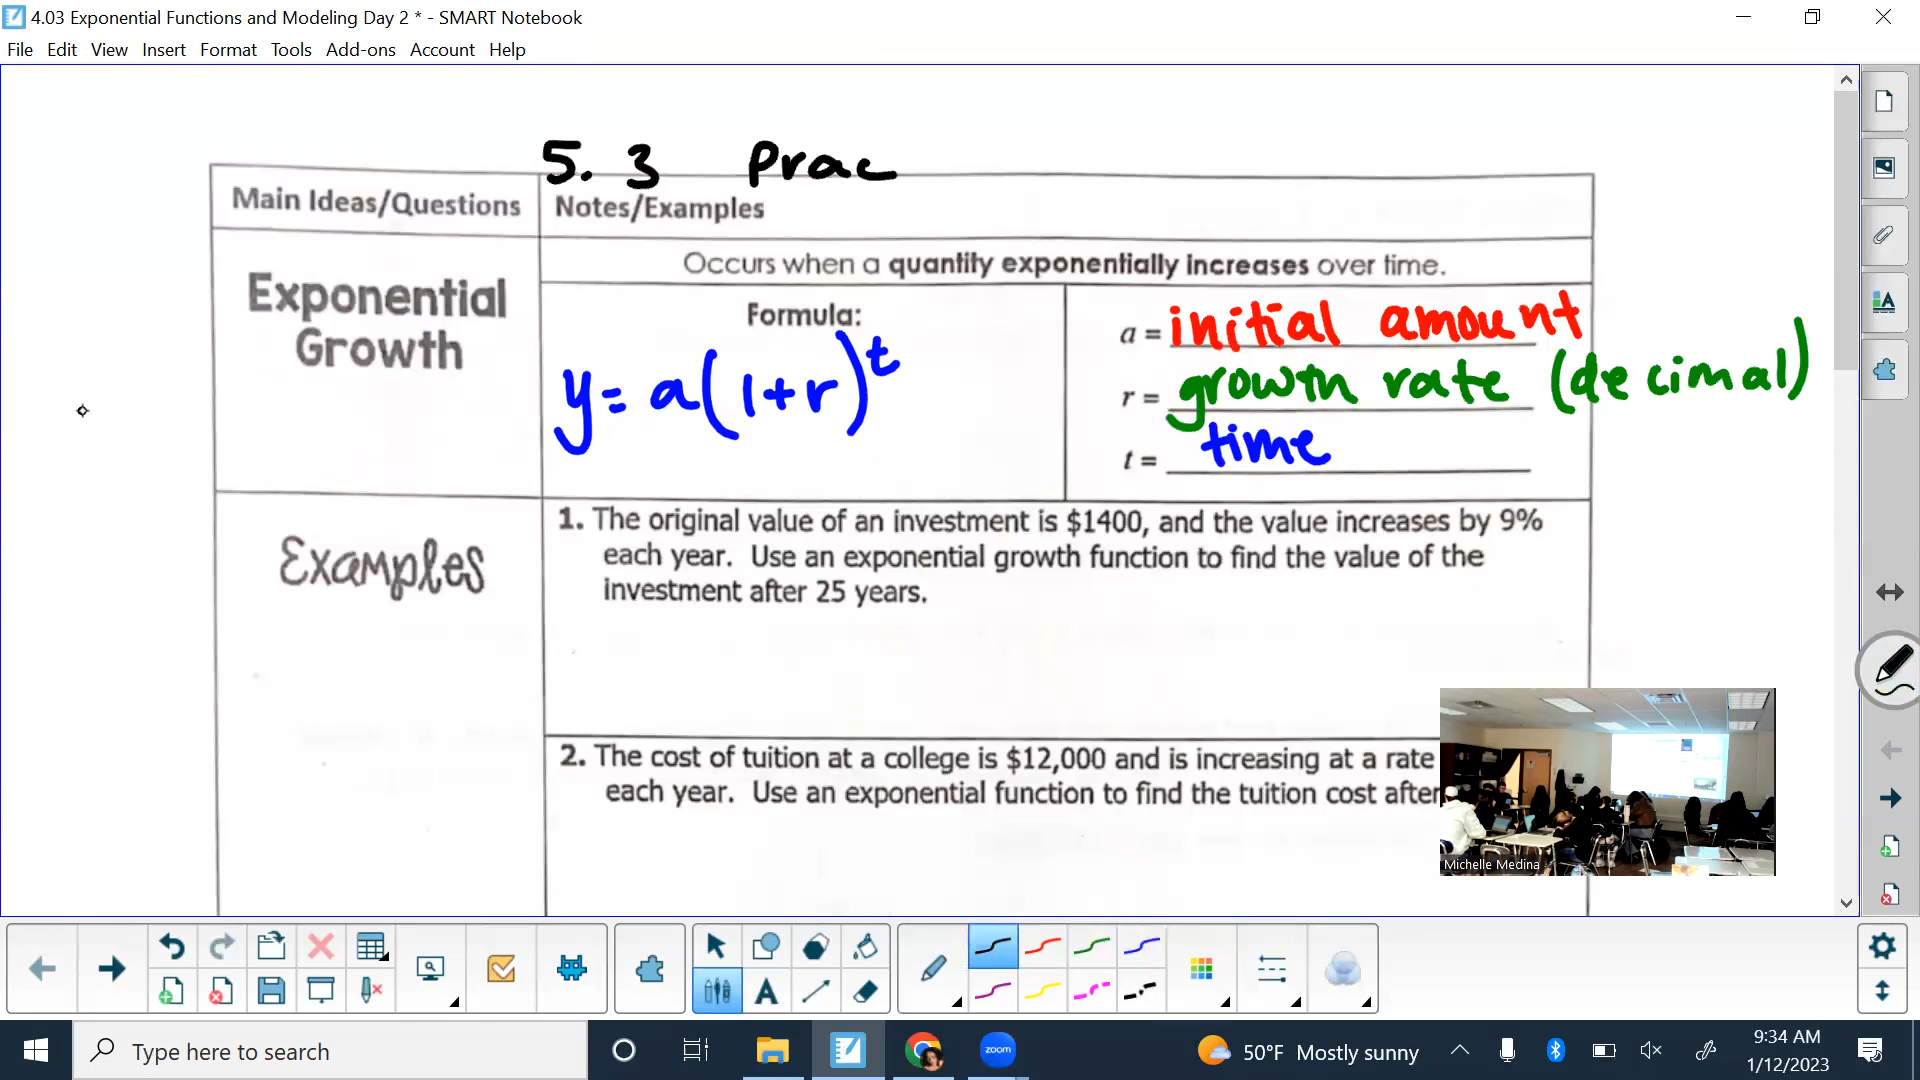 4.03 Exponential Functions and Modeling Day 2 * - SMART Notebook
File Edit View Insert Format Tools Add-ons Account Help
5.3 Prac
Main Ideas/Questions
Notes/Examples
Exponential
Growth
Occurs when a quantity exponentially increases over time.
Formula:
y = a(1+r)^t
a = initial amount
r = growth rate (decimal)
t = time
Examples
1. The original value of an investment is $1400, and the value increases by 9%
each year. Use an exponential growth function to find the value of the
investment after 25 years.
2. The cost of tuition at a college is $12,000 and is increasing at a rate
each year. Use an exponential function to find the tuition cost after
Michelle Medina
A
A
Type here to search
zoom
50°F Mostly sunny
9:34 AM
1/12/2023